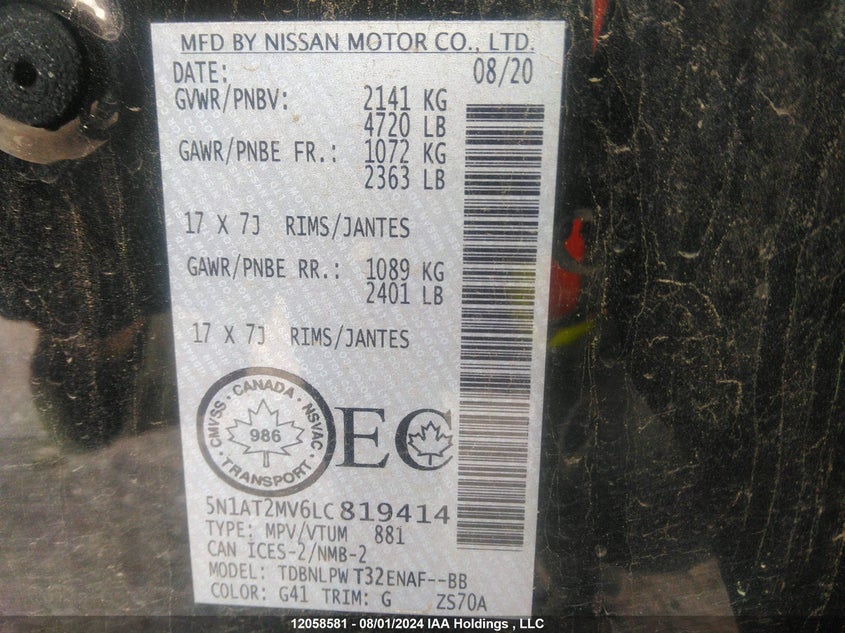 MFD BY NISSAN MOTOR CO., LTD.
DATE: 08/20
GVWR/PNBV: 2141 KG
4720 LB
GAWR/PNBE FR.: 1072 KG
2363 LB
17 X 7J RIMS/JANTES
GAWR/PNBE RR.: 1089 KG
2401 LB
17 X 7J RIMS/JANTES
CMVSS · CANADA · NSVAC
986
TRANSPORT
EC
5N1AT2MV6LC819414
TYPE: MPV/VTUM 881
CAN ICES-2/NMB-2
MODEL: TDBNLPW T32ENAF--BB
COLOR: G41 TRIM: G ZS70A
12058581 - 08/01/2024 IAA Holdings , LLC